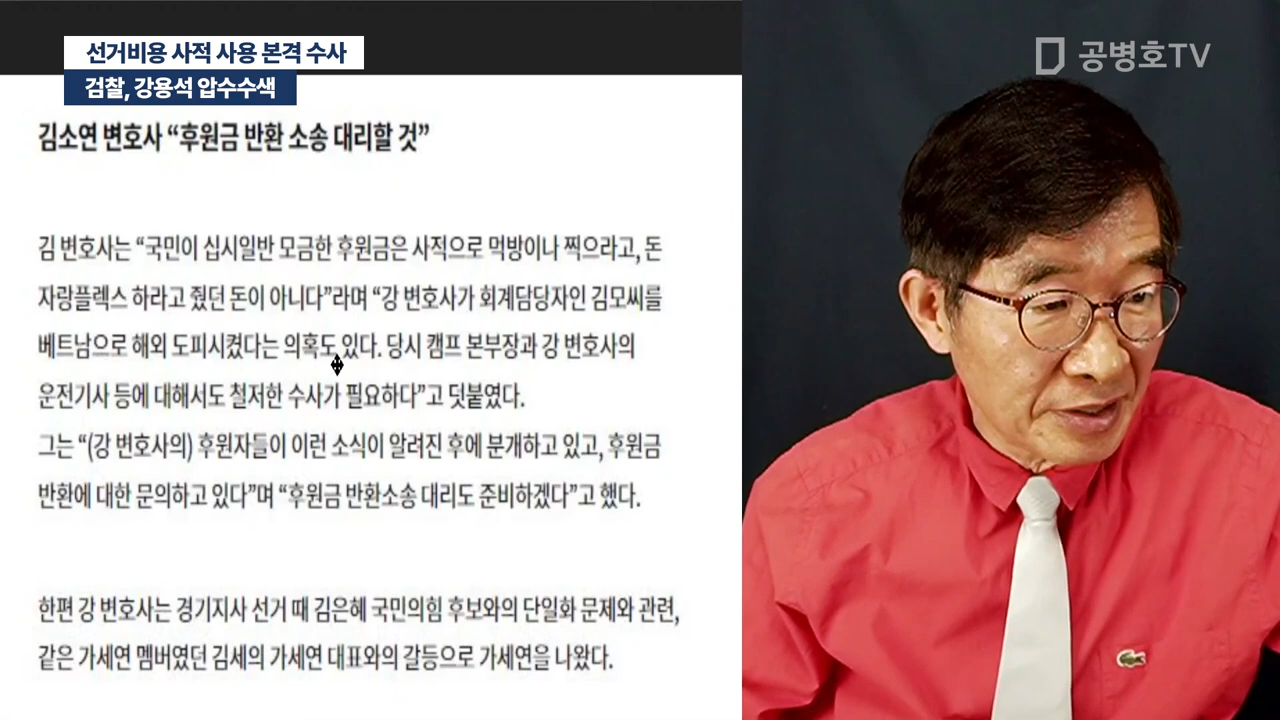 선거비용 사적 사용 본격 수사
검찰, 강용석 압수수색
공병호TV
김소연 변호사 “후원금 반환 소송 대리할 것”
김 변호사는 “국민이 십시일반 모금한 후원금은 사적으로 먹방이나 찍으라고, 돈
자랑플렉스 하라고 줬던 돈이 아니다”라며 “강 변호사가 회계담당자인 김모씨를
베트남으로 해외 도피시켰다는 의혹도 있다. 당시 캠프 본부장과 강 변호사의
운전기사 등에 대해서도 철저한 수사가 필요하다”고 덧붙였다.
그는 “(강 변호사의) 후원자들이 이런 소식이 알려진 후에 분개하고 있고, 후원금
반환에 대한 문의하고 있다”며 “후원금 반환소송 대리도 준비하겠다”고 했다.
한편 강 변호사는 경기지사 선거 때 김은혜 국민의힘 후보와의 단일화 문제와 관련,
같은 가세연 멤버였던 김세의 가세연 대표와의 갈등으로 가세연을 나왔다.